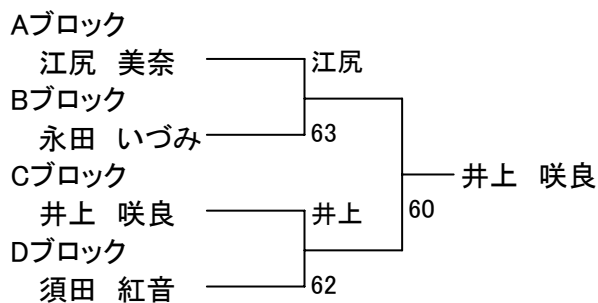 Aブロック
江尻 美奈
江尻
Bブロック
永田 いづみ
63
Cブロック
井上 咲良
井上
60
井上 咲良
Dブロック
須田 紅音
62